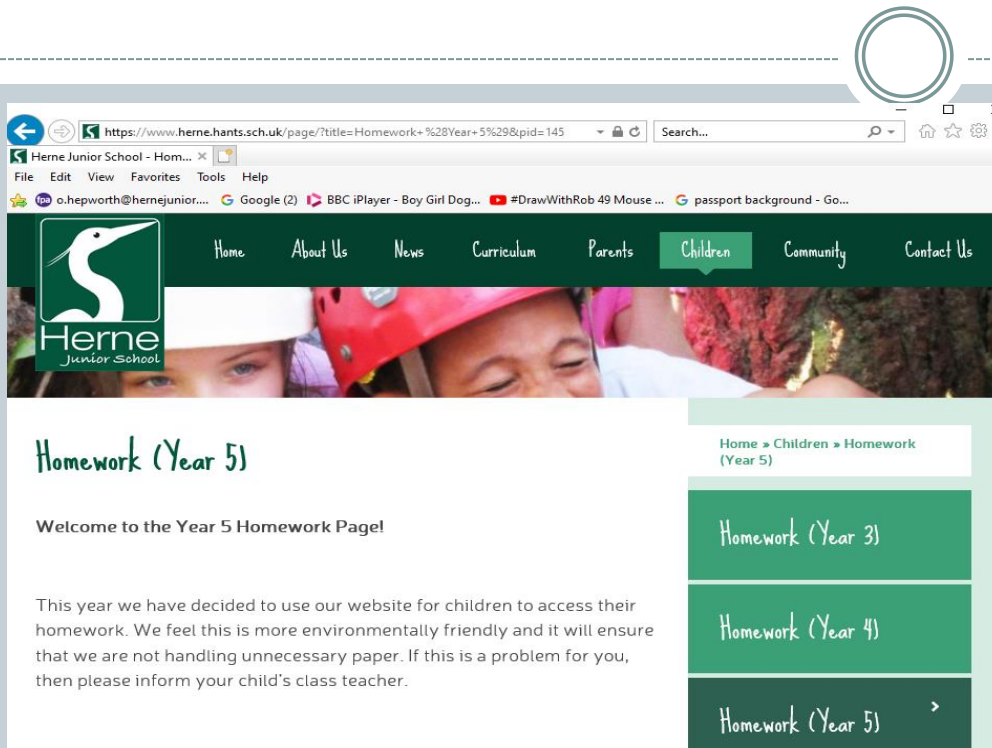 https://www.herne.hants.sch.uk/page/?title=Homework+%28Year+5%29&pid=145
Search...
Herne Junior School - Hom...
File Edit View Favorites Tools Help
fpa o.hepworth@hernejunior.... Google (2) BBC iPlayer - Boy Girl Dog... #DrawWithRob 49 Mouse ... passport background - Go...
Home About Us News Curriculum Parents Children Community Contact Us
Herne
Junior School
Homework (Year 5)
Welcome to the Year 5 Homework Page!
This year we have decided to use our website for children to access their
homework. We feel this is more environmentally friendly and it will ensure
that we are not handling unnecessary paper. If this is a problem for you,
then please inform your child's class teacher.
Home » Children » Homework
(Year 5)
Homework (Year 3)
Homework (Year 4)
Homework (Year 5)